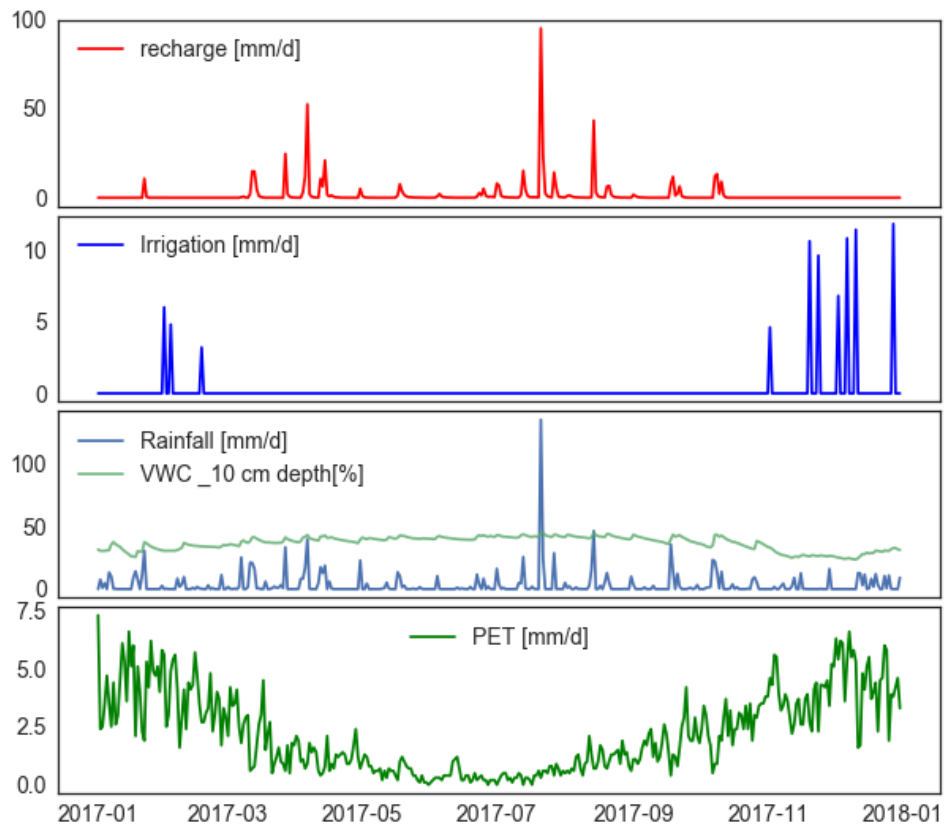 100
recharge [mm/d]
50
0
Irrigation [mm/d]
10
5
0
Rainfall [mm/d]
100
VWC _10 cm depth[%]
50
0
7.5
PET [mm/d]
5.0
2.5
0.0
2017-01 2017-03 2017-05 2017-07 2017-09 2017-11 2018-01